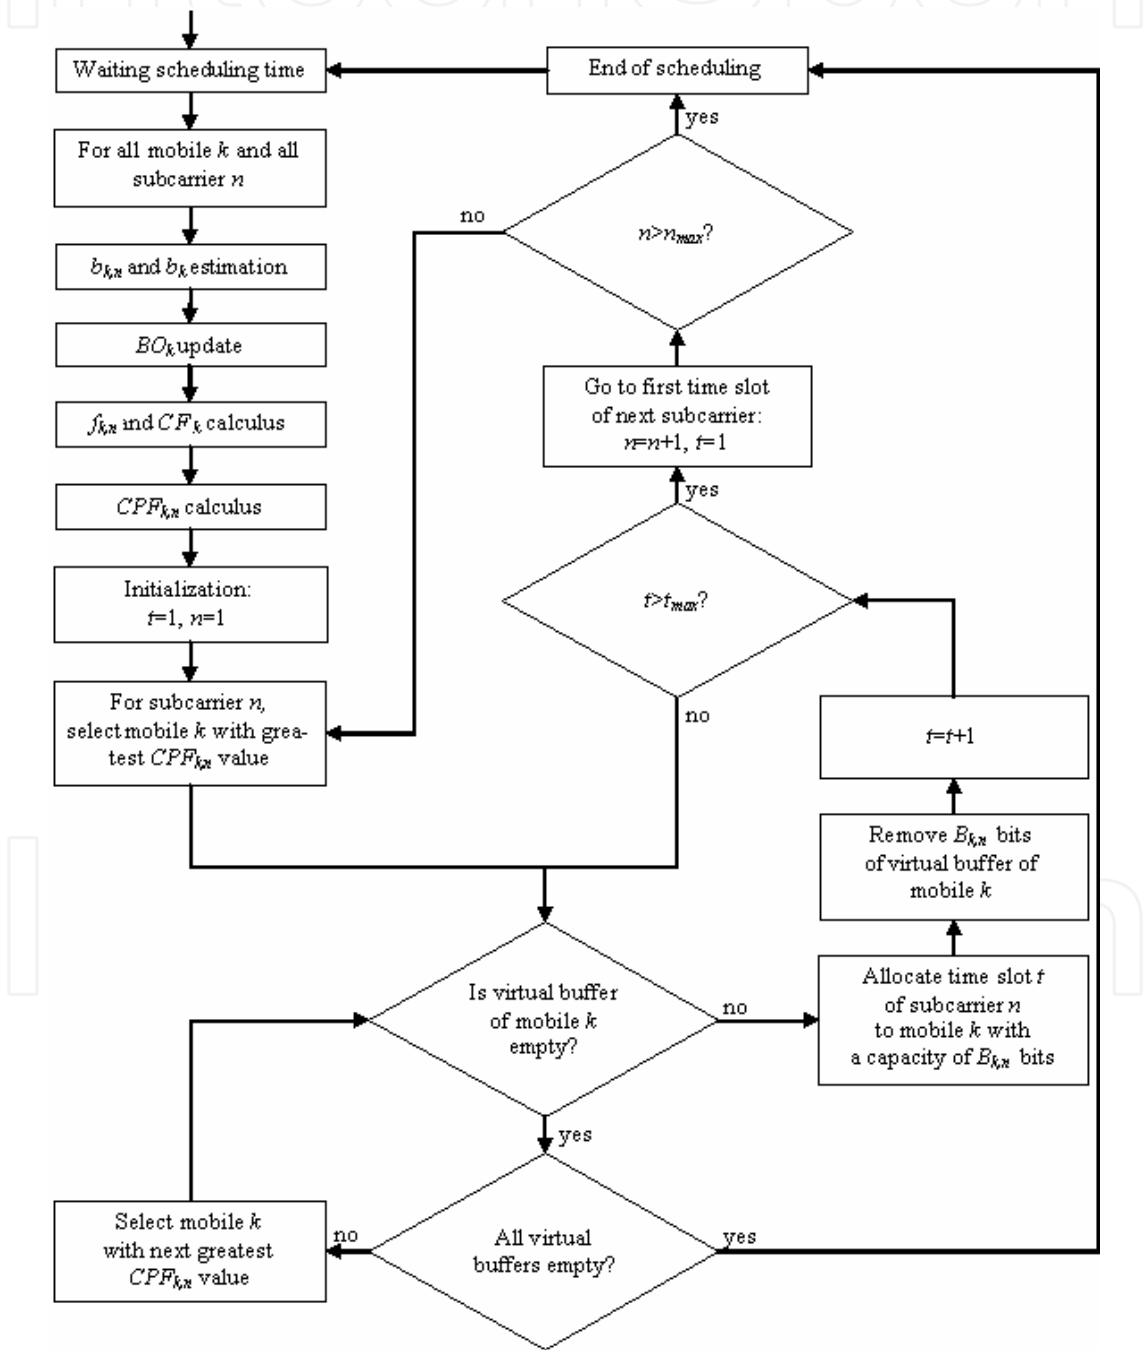 Waiting scheduling time
For all mobile k and all
subcarrier n
b_{k,n} and b_k estimation
BO_k update
f_{k,n} and CF_k calculus
CPF_{k,n} calculus
Initialization:
t=1, n=1
For subcarrier n,
select mobile k with grea-
test CPF_{k,n} value
End of scheduling
yes
no
n>n_{max}?
Go to first time slot
of next subcarrier:
n=n+1, t=1
yes
t>t_{max}?
no
t=t+1
Remove B_{k,n} bits
of virtual buffer of
mobile k
Allocate time slot t
of subcarrier n
to mobile k with
a capacity of B_{k,n} bits
Is virtual buffer
of mobile k
empty?
no
yes
All virtual
buffers empty?
no
yes
Select mobile k
with next greatest
CPF_{k,n} value